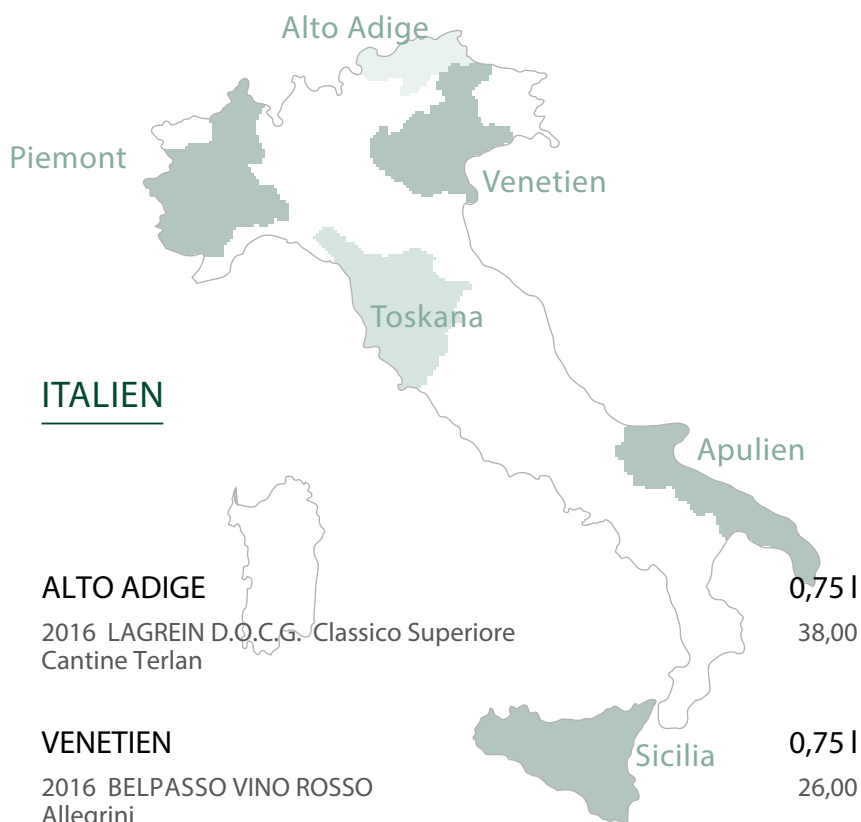 Alto Adige
Piemont
Venetien
Toskana
ITALIEN
Apulien
ALTO ADIGE 0,75 l
2016 LAGREIN D.O.C.G. Classico Superiore 38,00
Cantine Terlan
VENETIEN 0,75 l
Sicilia
2016 BELPASSO VINO ROSSO 26,00
Allegrini